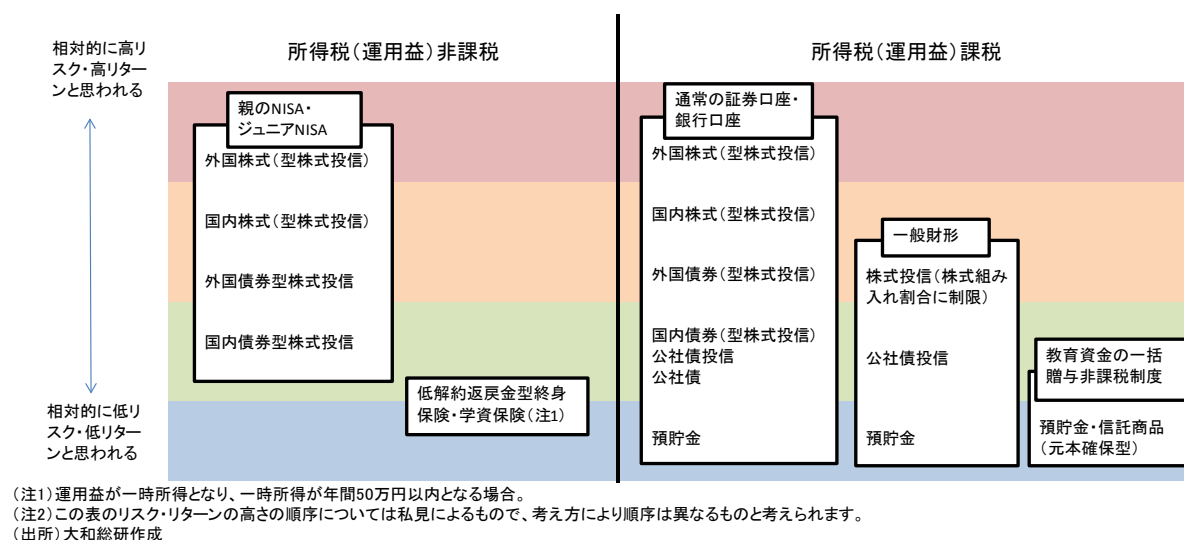 相対的に高リ
スク・高リター
ンと思われる
所得税(運用益)非課税
所得税(運用益)課税
親のNISA・
ジュニアNISA
外国株式(型株式投信)
国内株式(型株式投信)
外国債券型株式投信
国内債券型株式投信
低解約返戻金型終身
保険・学資保険(注1)
通常の証券口座・
銀行口座
外国株式(型株式投信)
国内株式(型株式投信)
外国債券(型株式投信)
国内債券(型株式投信)
公社債投信
公社債
預貯金
一般財形
株式投信(株式組み
入れ割合に制限)
公社債投信
預貯金
教育資金の一括
贈与非課税制度
預貯金・信託商品
(元本確保型)
相対的に低リ
スク・低リターン
と思われる
(注1)運用益が一時所得となり、一時所得が年間50万円以内となる場合。
(注2)この表のリスク・リターンの高さの順序については私見によるもので、考え方により順序は異なるものと考えられます。
(出所)大和総研作成